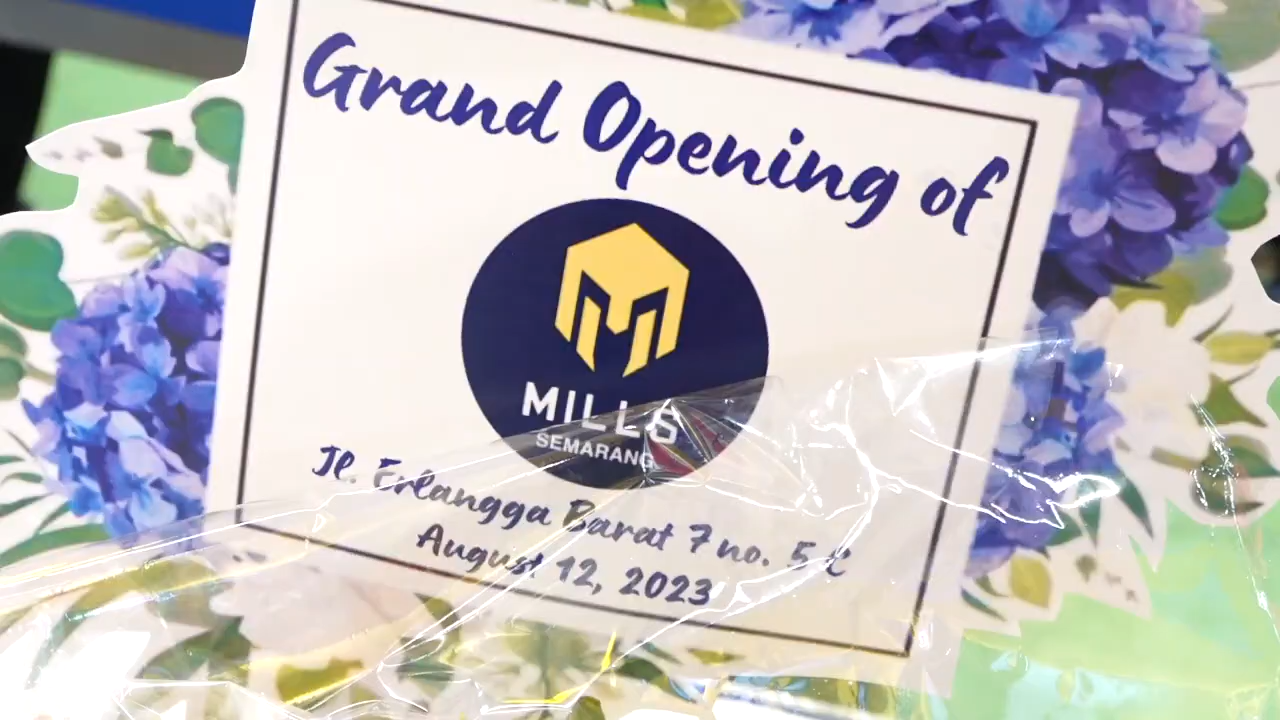 Grand Opening of
MILLS
SEMARANG
Jl. Erlangga Barat 7 no. 5 C
August 12, 2023